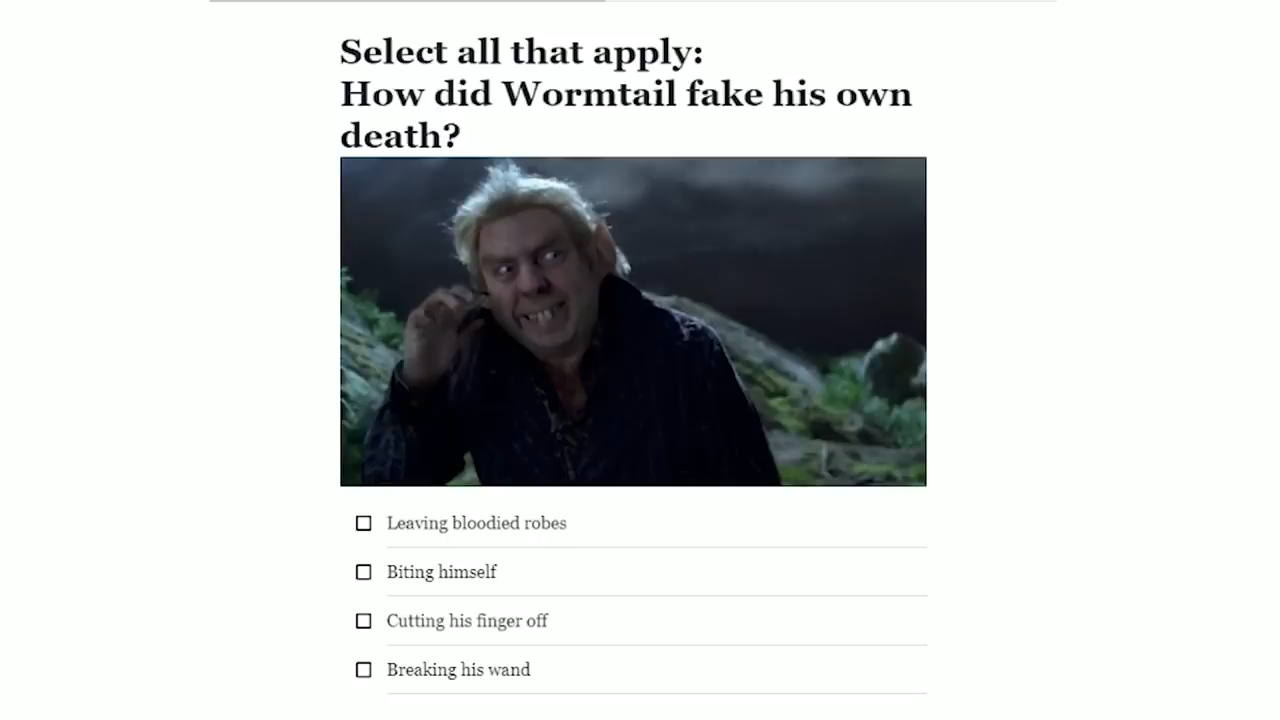 Select all that apply:
How did Wormtail fake his own
death?
Leaving bloodied robes
Biting himself
Cutting his finger off
Breaking his wand